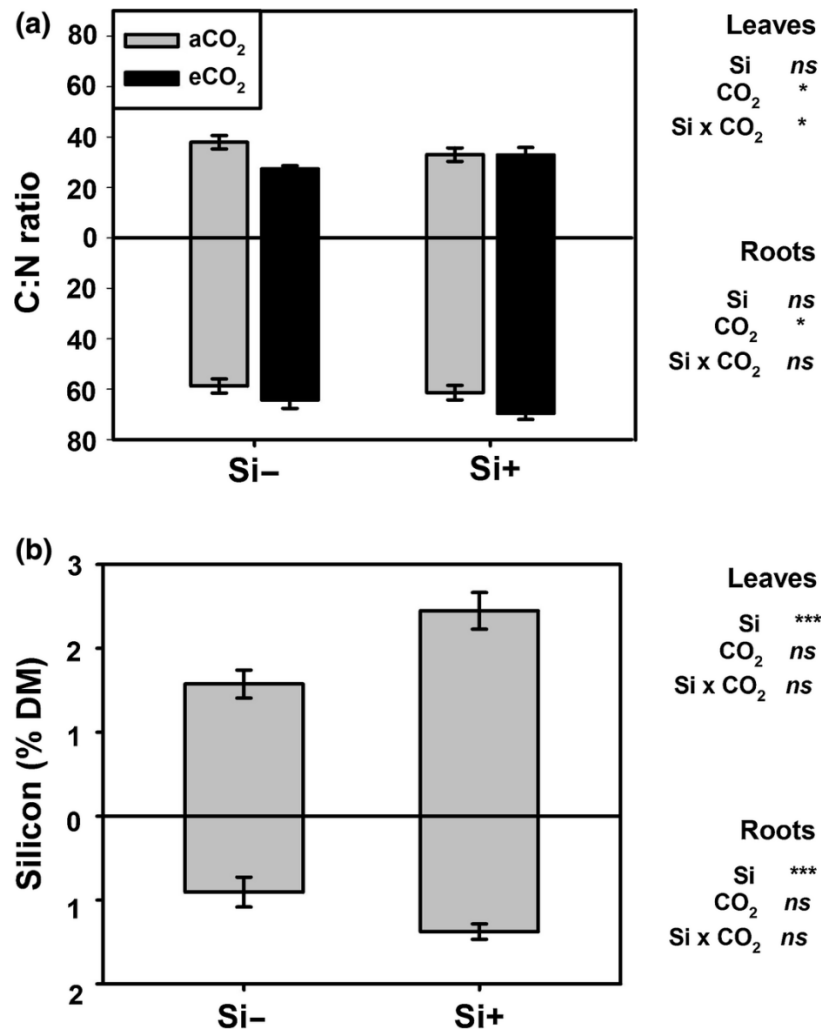 (a)
80
60
40
20
0
20
40
60
80
C:N ratio
aCO₂
eCO₂
Si−
Si+
Leaves
Si ns
CO₂ *
Si x CO₂ *
Roots
Si ns
CO₂ *
Si x CO₂ ns
(b)
3
2
1
0
1
2
Silicon (% DM)
Si−
Si+
Leaves
Si ***
CO₂ ns
Si x CO₂ ns
Roots
Si ***
CO₂ ns
Si x CO₂ ns